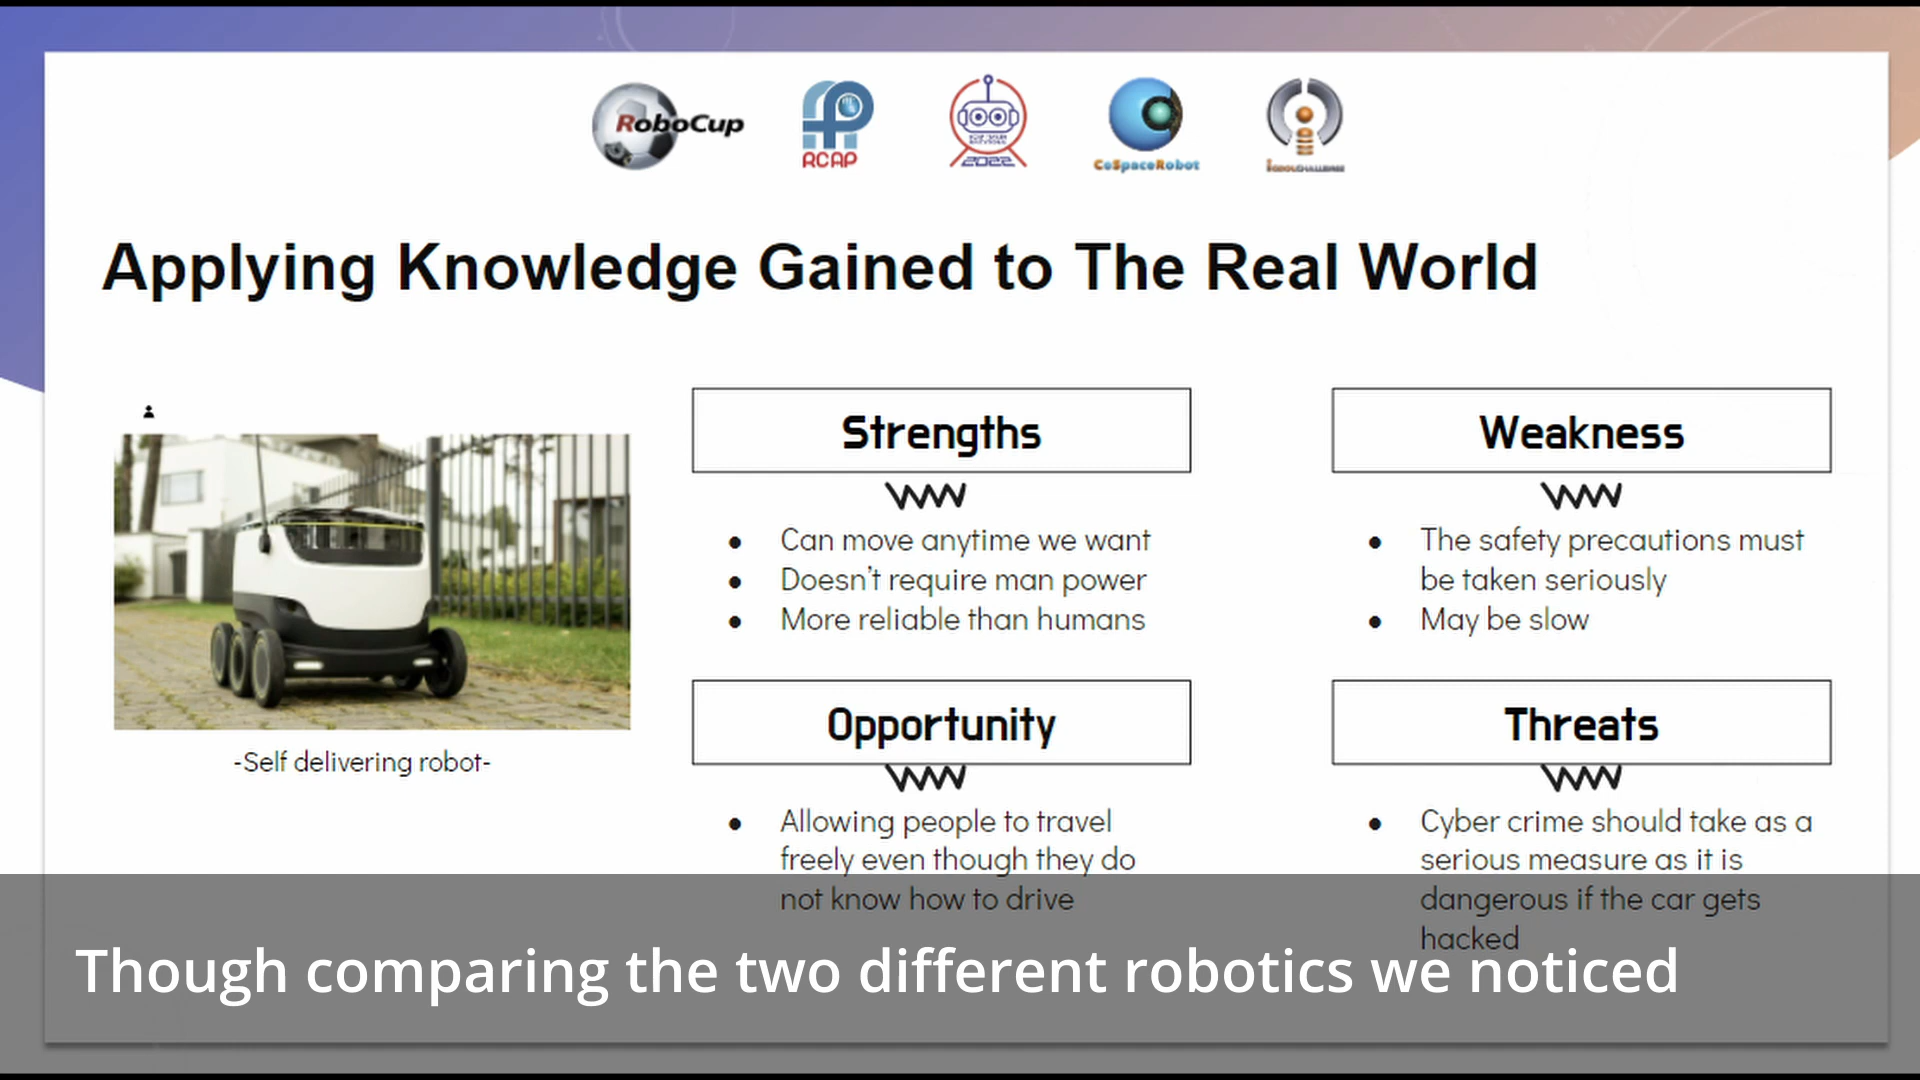 RoboCup
RCAP
2022
CoSpaceRobot
Applying Knowledge Gained to The Real World
Strengths
Can move anytime we want
Doesn't require man power
More reliable than humans
Weakness
The safety precautions must
be taken seriously
May be slow
-Self delivering robot-
Opportunity
Allowing people to travel
freely even though they do
not know how to drive
Threats
Cyber crime should take as a
serious measure as it is
dangerous if the car gets
hacked
Though comparing the two different robotics we noticed